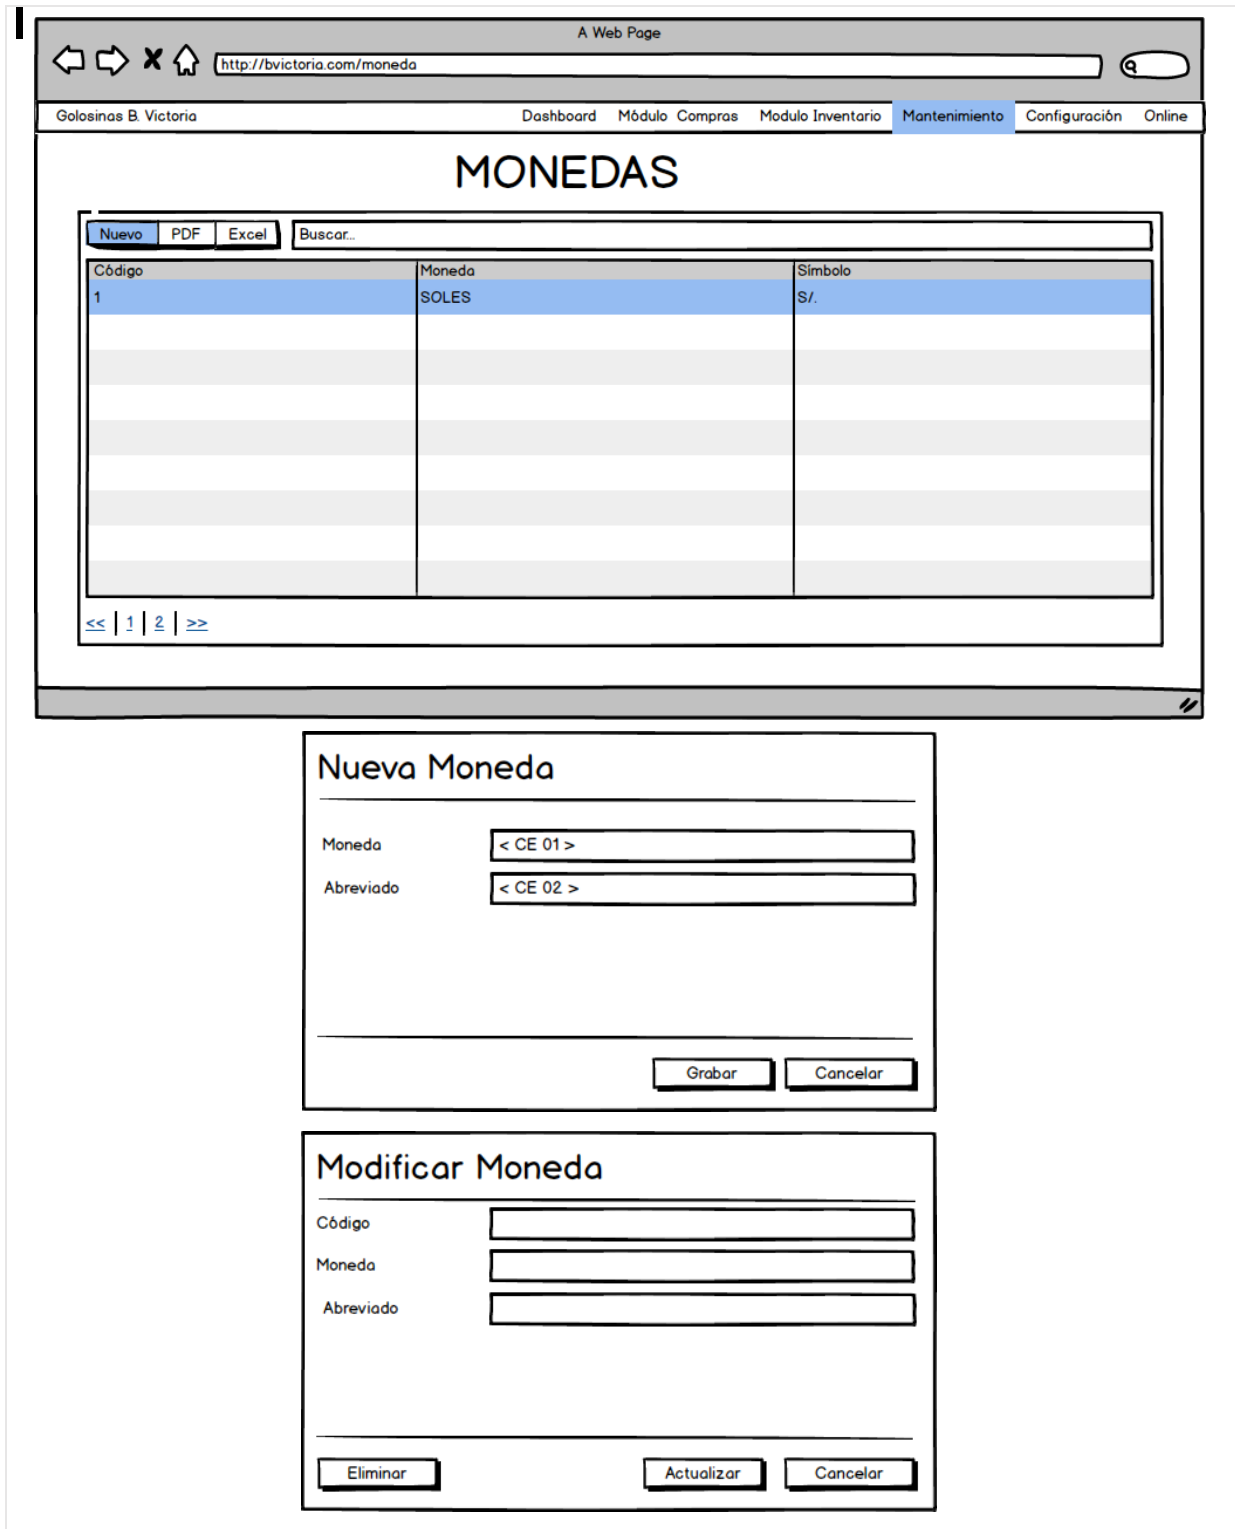 A Web Page
http://bvictoria.com/moneda
Golosinas B. Victoria Dashboard Módulo Compras Modulo Inventario Mantenimiento Configuración Online
MONEDAS
Nuevo PDF Excel Buscar...
Código Moneda Símbolo
1 SOLES S/.
<< 1 2 >>
Nueva Moneda
Moneda < CE 01 >
Abreviado < CE 02 >
Grabar Cancelar
Modificar Moneda
Código
Moneda
Abreviado
Eliminar Actualizar Cancelar